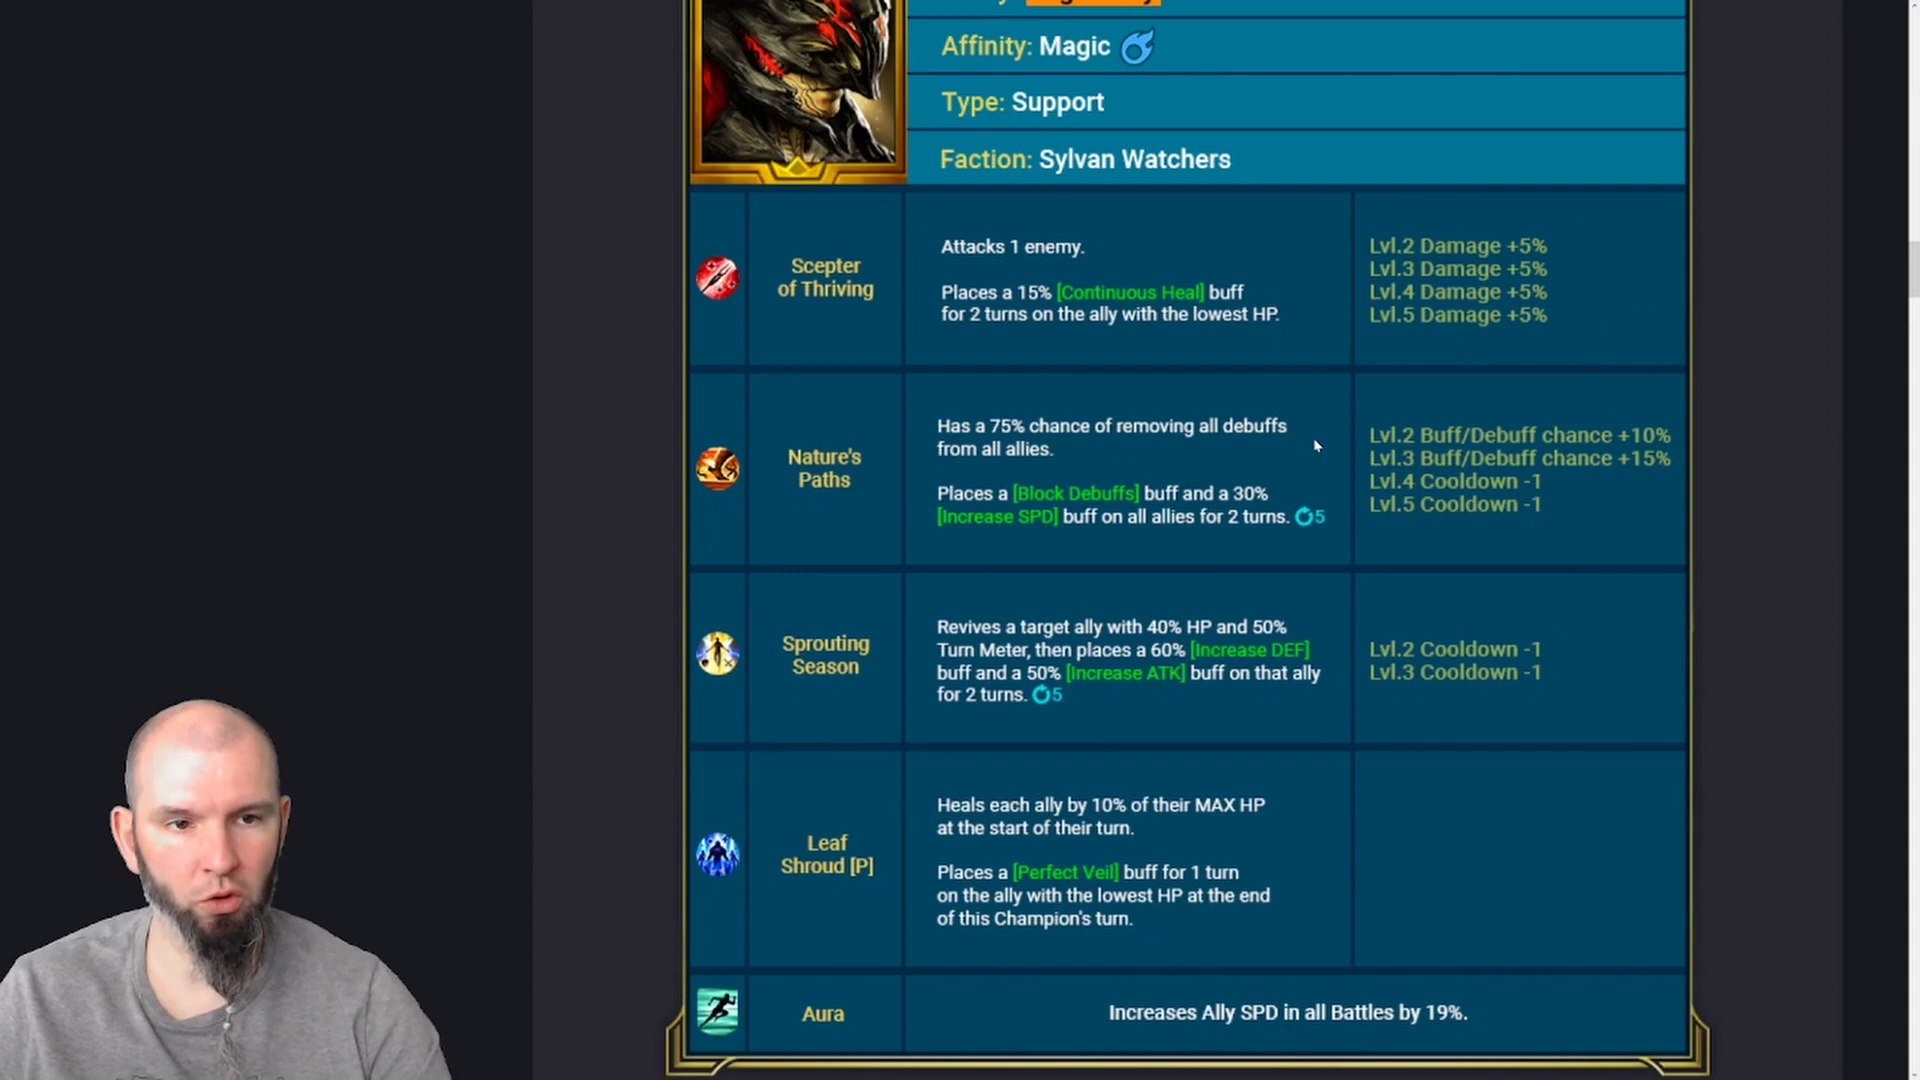 Affinity: Magic
Type: Support
Faction: Sylvan Watchers
Scepter
of Thriving
Attacks 1 enemy.
Places a 15% [Continuous Heal] buff
for 2 turns on the ally with the lowest HP.
Lvl.2 Damage +5%
Lvl.3 Damage +5%
Lvl.4 Damage +5%
Lvl.5 Damage +5%
Nature's
Paths
Has a 75% chance of removing all debuffs
from all allies.
Places a [Block Debuffs] buff and a 30%
[Increase SPD] buff on all allies for 2 turns. 5
Lvl.2 Buff/Debuff chance +10%
Lvl.3 Buff/Debuff chance +15%
Lvl.4 Cooldown -1
Lvl.5 Cooldown -1
Sprouting
Season
Revives a target ally with 40% HP and 50%
Turn Meter, then places a 60% [Increase DEF]
buff and a 50% [Increase ATK] buff on that ally
for 2 turns. 5
Lvl.2 Cooldown -1
Lvl.3 Cooldown -1
Leaf
Shroud [P]
Heals each ally by 10% of their MAX HP
at the start of their turn.
Places a [Perfect Veil] buff for 1 turn
on the ally with the lowest HP at the end
of this Champion's turn.
Aura
Increases Ally SPD in all Battles by 19%.